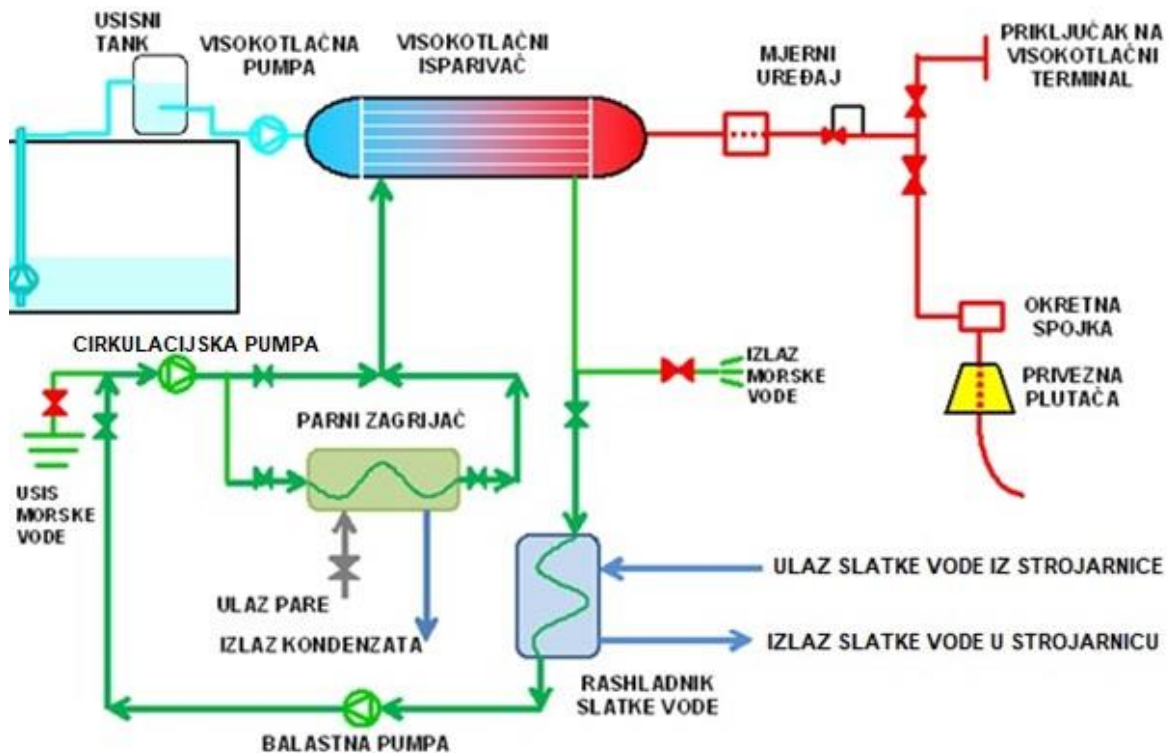 USISNI
TANK
VISOKOTLAČNA
PUMPA
VISOKOTLAČNI
ISPARIVAČ
MJERNI
UREĐAJ
PRIKLJUČAK NA
VISOKOTLAČNI
TERMINAL
OKRETNA
SPOJKA
PRIVEZNA
PLUTAČA
CIRKULACIJSKA PUMPA
IZLAZ
MORSKE
VODE
PARNI ZAGRIJAČ
USIS
MORSKE
VODE
ULAZ PARE
IZLAZ KONDENZATA
ULAZ SLATKE VODE IZ STROJARNICE
IZLAZ SLATKE VODE U STROJARNICU
RASHLADNIK
SLATKE VODE
BALASTNA PUMPA